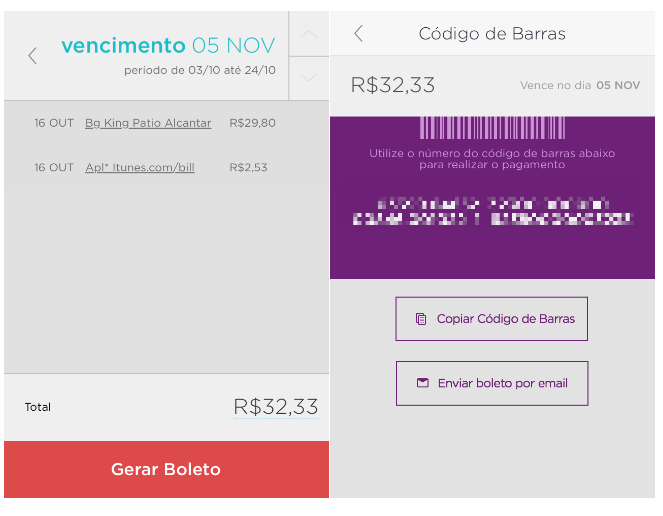 vencimento 05 NOV
período de 03/10 até 24/10
16 OUT Bg King Patio Alcantar R$29,80
16 OUT Apl* Itunes.com/bill R$2,53
Total R$32,33
Gerar Boleto
Código de Barras
R$32,33 Vence no dia 05 NOV
Utilize o número do código de barras abaixo
para realizar o pagamento
Copiar Código de Barras
Enviar boleto por email